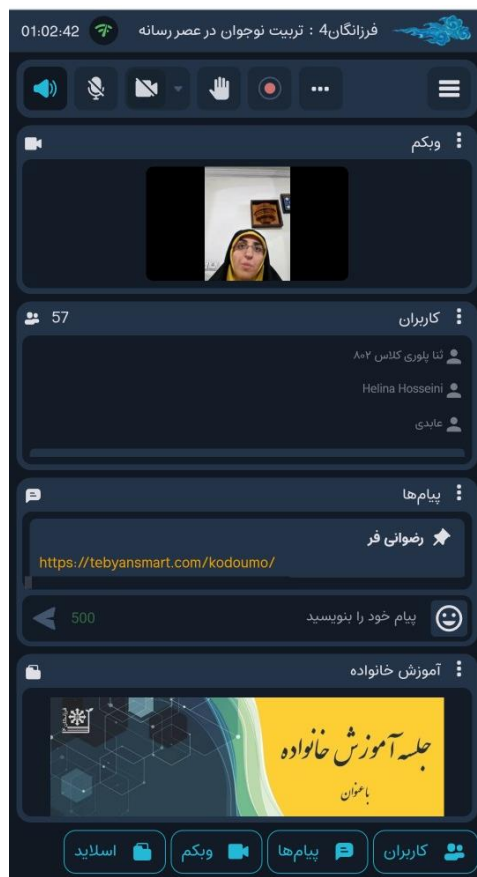 فرزانگان4 : تربیت نوجوان در عصر رسانه
01:02:42
وبکم
کاربران
57
ثنا پلوری کلاس ۸۰۲
Helina Hosseini
عابدی
پیام‌ها
رضوانی فر
https://tebyansmart.com/kodoumo/
پیام خود را بنویسید
500
آموزش خانواده
جلسه آموزش خانواده
باعنوان
کاربران
پیام‌ها
وبکم
اسلاید